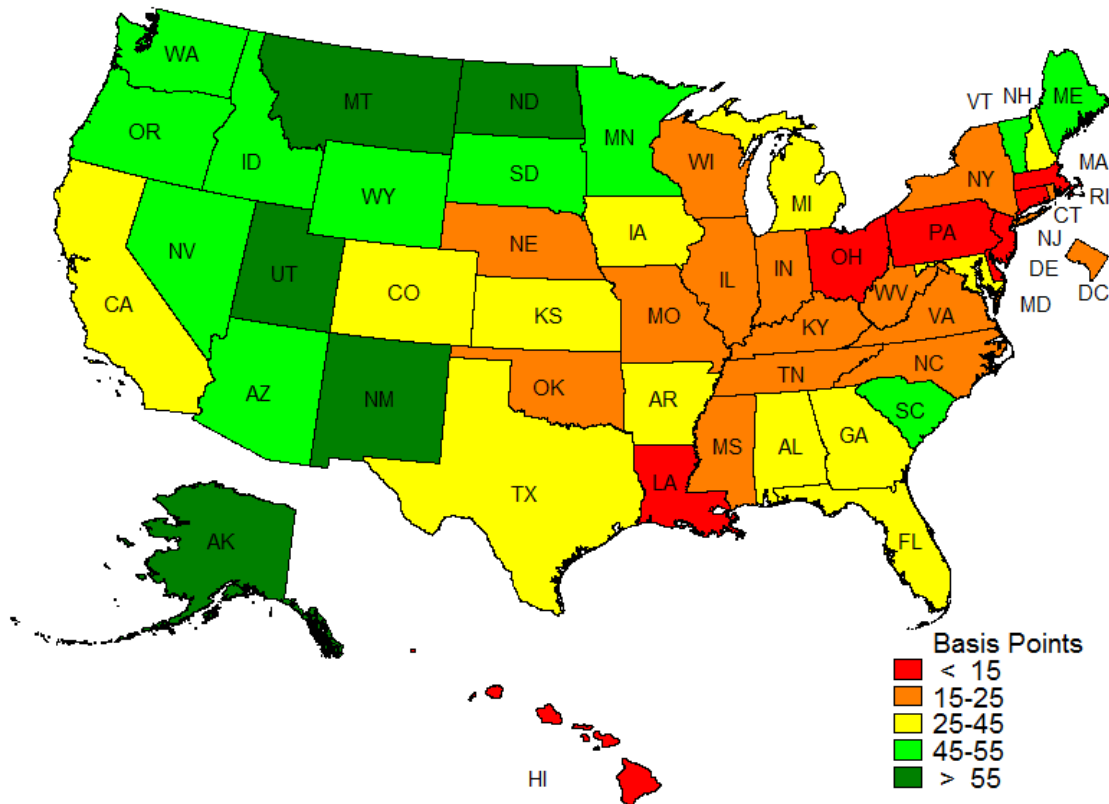 WA
MT
ND
MN
VT
NH
ME
OR
ID
SD
WI
NY
MA
WY
MI
RI
CT
NV
NE
IA
PA
NJ
UT
CO
IL
IN
OH
DE
CA
KS
MO
WV
VA
MD
DC
KY
AZ
NM
OK
TN
NC
AR
SC
MS
AL
GA
TX
LA
FL
AK
HI
Basis Points
< 15
15-25
25-45
45-55
> 55